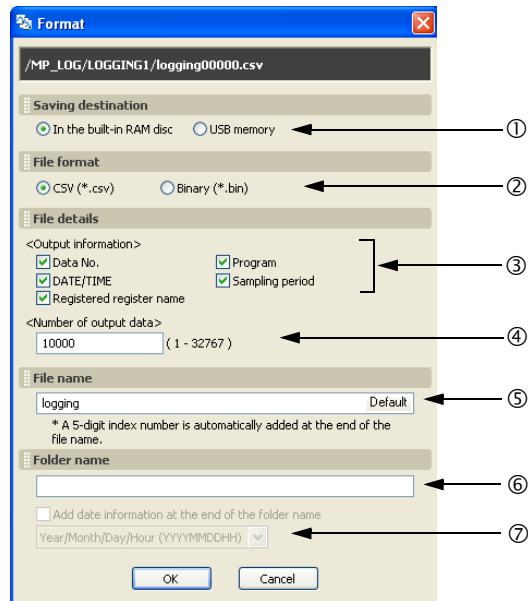 Format
/MP_LOG/LOGGING1/logging00000.csv
Saving destination
In the built-in RAM disc USB memory ①
File format
CSV (*.csv) Binary (*.bin) ②
File details
<Output information>
Data No. Program
③
DATE/TIME Sampling period
Registered register name
<Number of output data>
10000 ( 1 - 32767 ) ④
File name
logging Default ⑤
* A 5-digit index number is automatically added at the end of the
file name.
Folder name
⑥
Add date information at the end of the folder name
Year/Month/Day/Hour (YYYYMMDDHH) ⑦
OK Cancel